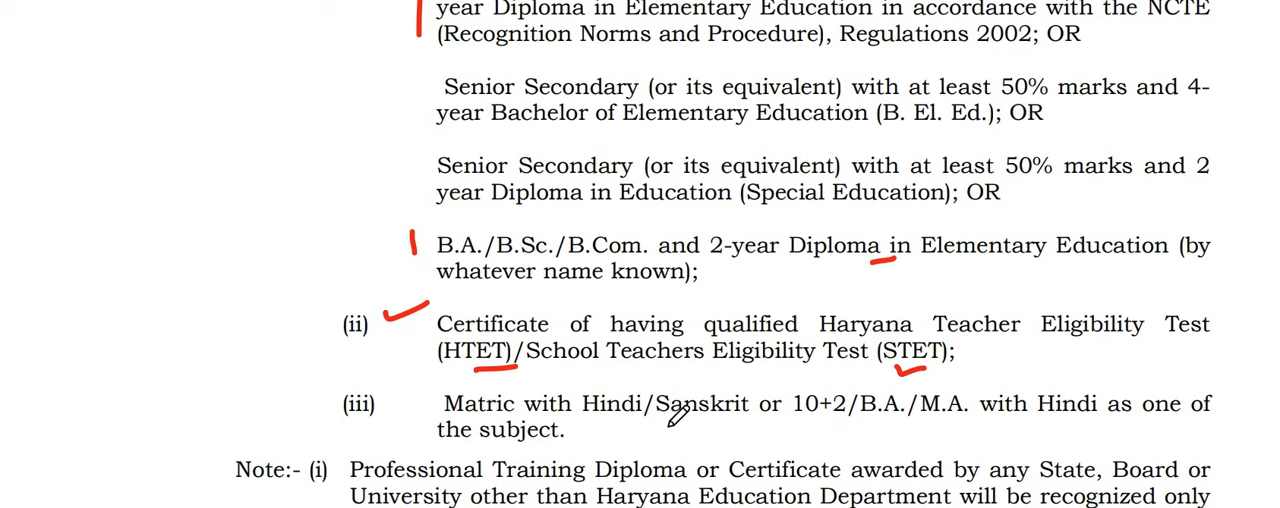 year Diploma in Elementary Education in accordance with the NCTE
(Recognition Norms and Procedure), Regulations 2002; OR
Senior Secondary (or its equivalent) with at least 50% marks and 4-
year Bachelor of Elementary Education (B. El. Ed.); OR
Senior Secondary (or its equivalent) with at least 50% marks and 2
year Diploma in Education (Special Education); OR
B.A./B.Sc./B.Com. and 2-year Diploma in Elementary Education (by
whatever name known);
(ii) Certificate of having qualified Haryana Teacher Eligibility Test
(HTET)/School Teachers Eligibility Test (STET);
(iii) Matric with Hindi/Sanskrit or 10+2/B.A./M.A. with Hindi as one of
the subject.
Note:- (i) Professional Training Diploma or Certificate awarded by any State, Board or
University other than Haryana Education Department will be recognized only